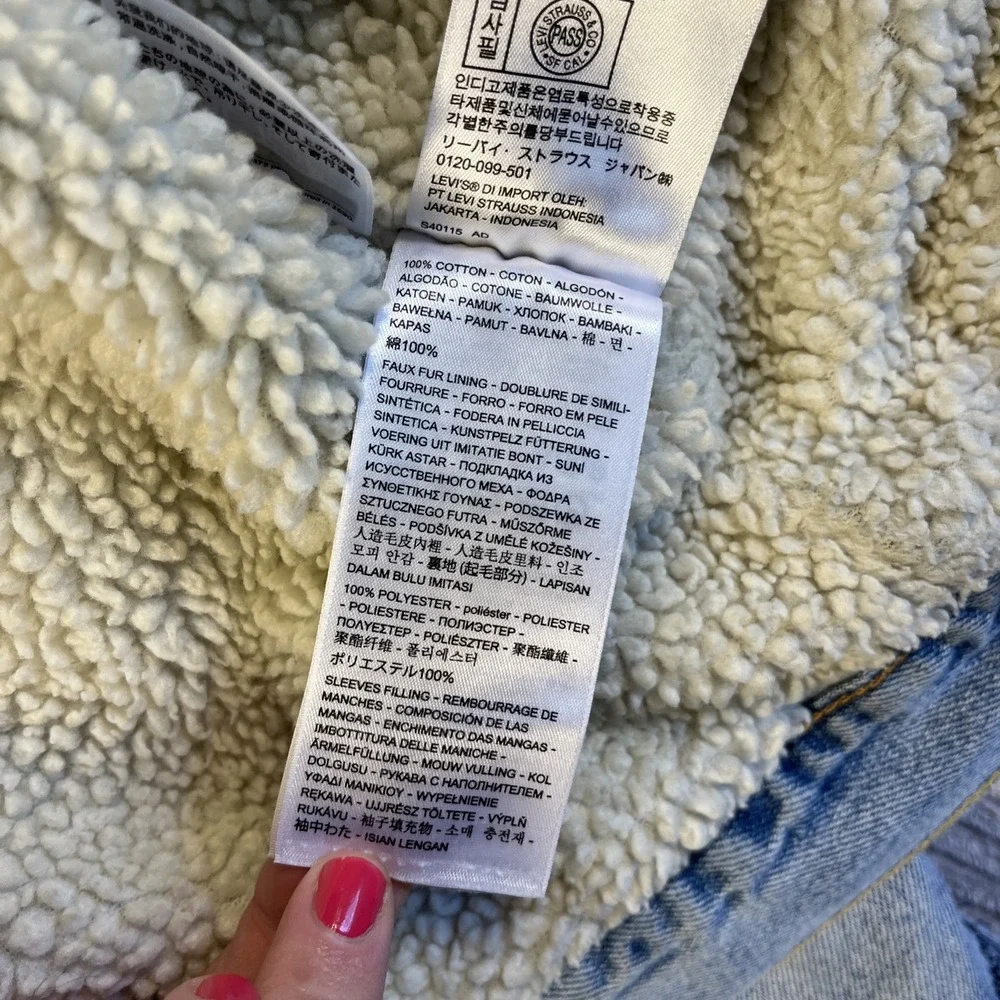 검사필
LEVI STRAUSS & CO
PASS
SF CAL
인디고제품은염료특성으로착용중
타제품및신체에묻어날수있으므로
각별한주의를당부드립니다
リーバイ・ストラウス ジャパン㈱
0120-099-501
LEVI'S® DI IMPORT OLEH:
PT LEVI STRAUSS INDONESIA
JAKARTA - INDONESIA
S40115 AD
100% COTTON - COTON - ALGODÓN -
ALGODÃO - COTONE - BAUMWOLLE -
KATOEN - PAMUK - ХЛОПОК - BAMBAKI -
BAWEŁNA - PAMUT - BAVLNA - 棉 - 면 -
KAPAS
綿100%
FAUX FUR LINING - DOUBLURE DE SIMILI-
FOURRURE - FORRO - FORRO EM PELE
SINTÉTICA - FODERA IN PELLICCIA
SINTETICA - KUNSTPELZ FÜTTERUNG -
VOERING UIT IMITATIE BONT - SUNİ
KÜRK ASTAR - ПОДКЛАДКА ИЗ
ИСУССТВЕННОГО МЕХА - ΦΟΔΡΑ
ΣΥΝΘΕΤΙΚΗΣ ΓΟΥΝΑΣ - PODSZEWKA ZE
SZTUCZNEGO FUTRA - MŰSZŐRME
BÉLÉS - PODŠÍVKA Z UMĚLÉ KOŽEŠINY -
人造毛皮內裡 - 人造毛皮里料 - 인조
모피 안감 - 裏地 (起毛部分) - LAPISAN
DALAM BULU IMITASI
100% POLYESTER - poliéster - POLIESTER
- POLIESTERE - ПОЛИЭСТЕР -
ΠΟΛΥΕΣΤΕΡ - POLIÉSZTER - 聚酯纖維 -
聚酯纤维 - 폴리에스터
ポリエステル100%
SLEEVES FILLING - REMBOURRAGE DE
MANCHES - COMPOSICIÓN DE LAS
MANGAS - ENCHIMENTO DAS MANGAS -
IMBOTTITURA DELLE MANICHE -
ÄRMELFÜLLUNG - MOUW VULLING - KOL
DOLGUSU - РУКАВА С НАПОЛНИТЕЛЕМ -
ΥΦΑΔΙ ΜΑΝΙΚΙΟΥ - WYPEŁNIENIE
RĘKAWA - UJJRÉSZ TÖLTETE - VÝPLŇ
RUKÁVU - 袖子填充物 - 소매 충전재 -
袖中わた - ISIAN LENGAN